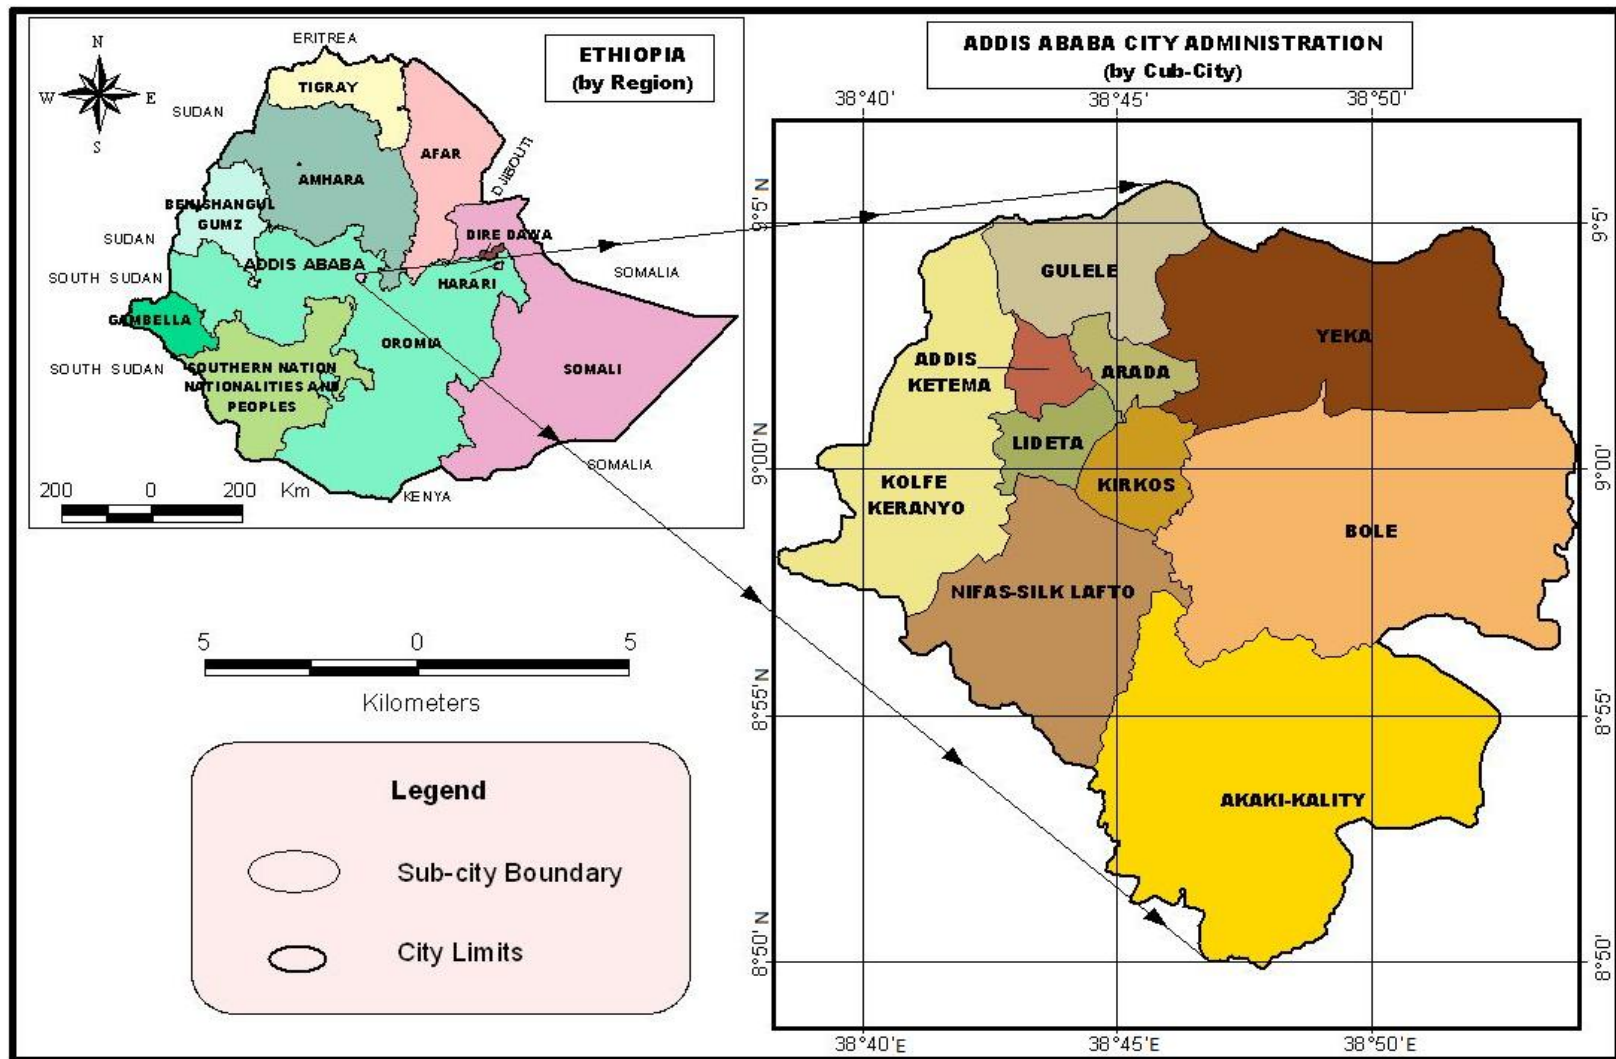 N
W
E
S
ERITREA
ETHIOPIA
(by Region)
SUDAN
TIGRAY
AFAR
DJIBOUTI
AMHARA
BENISHANGUL
GUMZ
SUDAN
DIRE DAWA
ADDIS ABABA
SOUTH SUDAN
SOMALIA
HARARI
GAMBELLA
OROMIA
SOUTH SUDAN
SOUTHERN NATION
NATIONALITIES AND
PEOPLES
SOMALI
SOMALIA
KENYA
200 0 200 Km
5 0 5
Kilometers
Legend
Sub-city Boundary
City Limits
ADDIS ABABA CITY ADMINISTRATION
(by Cub-City)
38°40' 38°45' 38°50'
9°5' N
9°5'
GULELE
YEKA
ADDIS
KETEMA
ARADA
LIDETA
9°00' N
9°00'
KOLFE
KERANYO
KIRKOS
BOLE
NIFAS-SILK LAFTO
8°55' N
8°55'
AKAKI-KALITY
8°50' N
8°50'
38°40'E 38°45'E 38°50'E